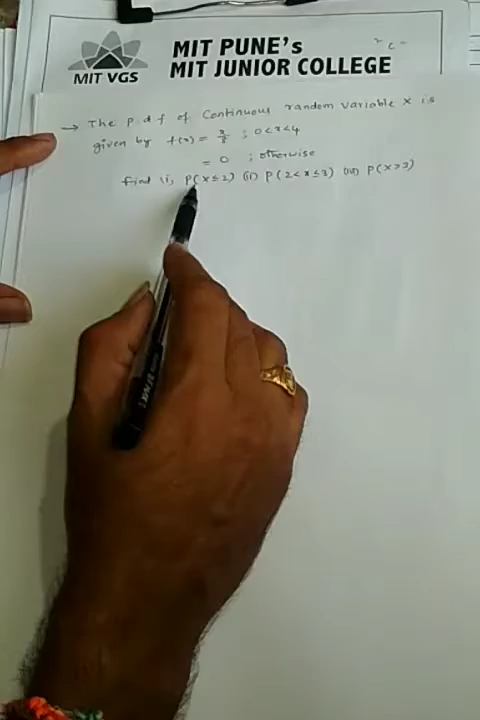 MIT PUNE's
MIT JUNIOR COLLEGE
MIT VGS
→ The p.d.f of Continuous random variable X is
given by f(x) = x/8 ; 0<x<4
= 0 ; otherwise
find (i) P(X≤2) (ii) P(2<X≤3) (iii) P(X>3)